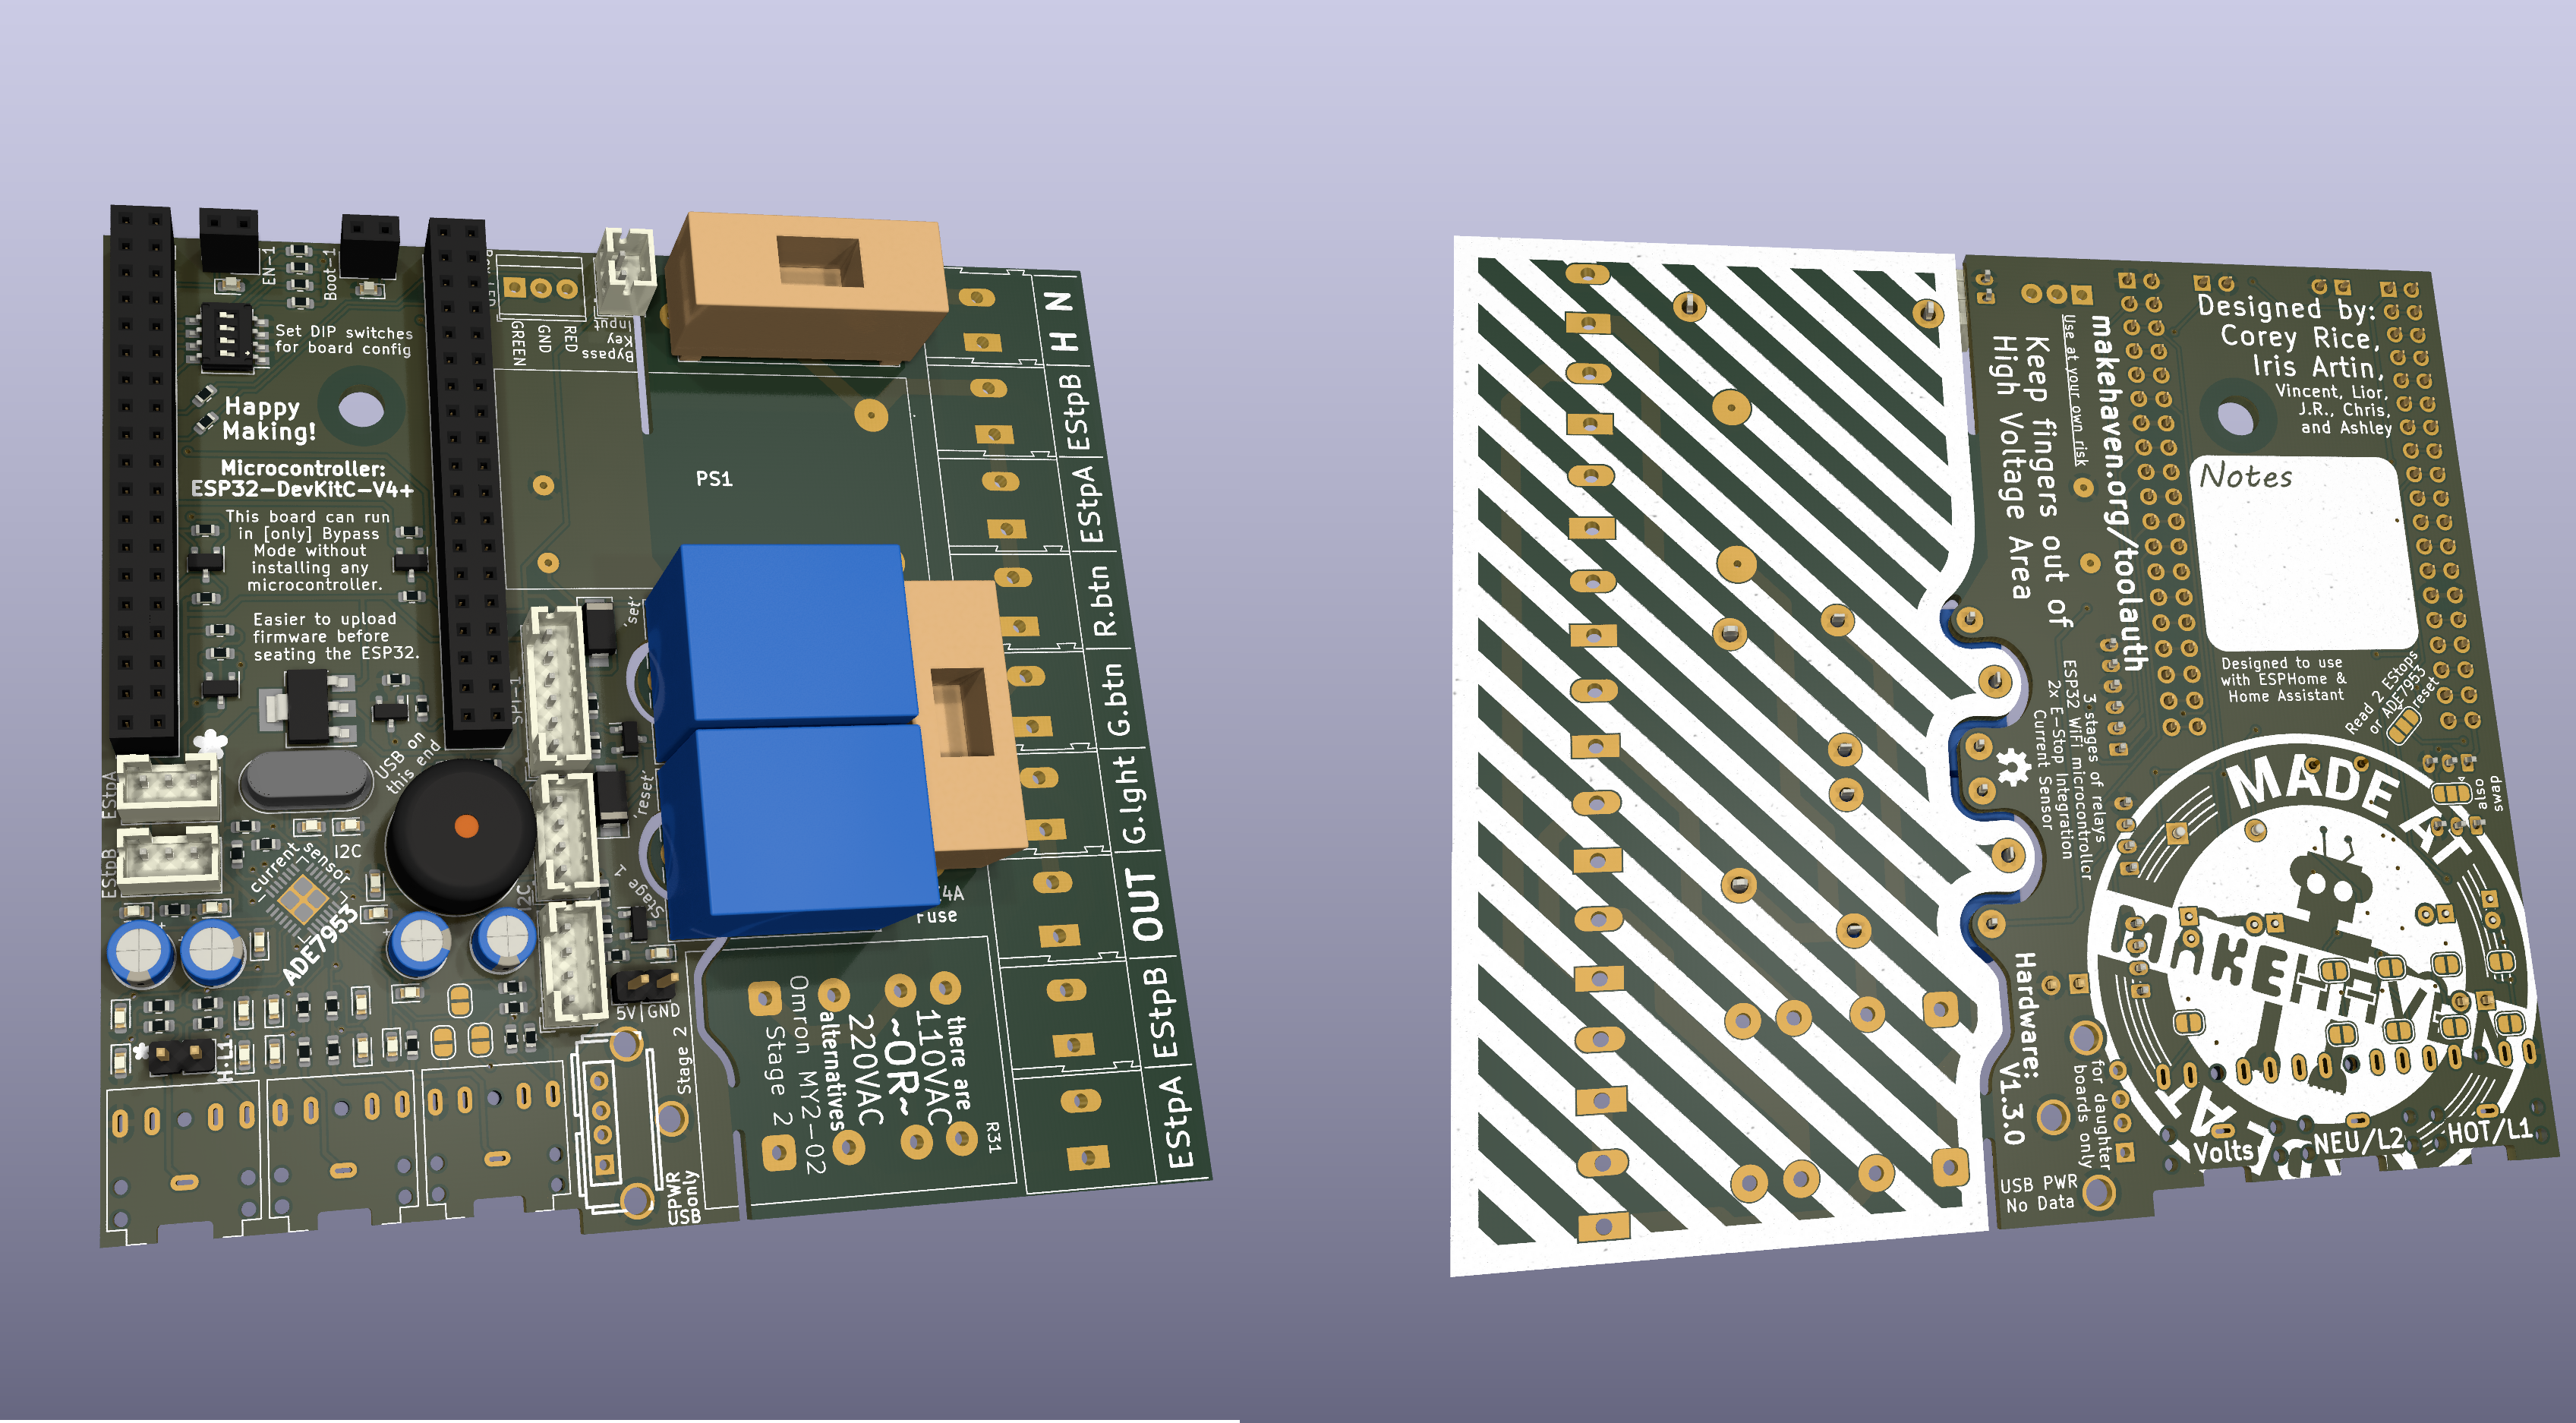 EN-1
Boot-1
Set DIP switches
for board config
Happy
Making!
Microcontroller:
ESP32-DevKitC-V4+
This board can run
in [only] Bypass
Mode without
installing any
microcontroller.
Easier to upload
firmware before
seating the ESP32.
USB on
this end
GREEN
GND
RED
Bypass
Key
Input
PS1
'set'
'reset'
SPI-1
I2C
Stage 1
EStpA
EStpB
current
sensor
I2C
ADE7953
H-L1
5V|GND
Stage 2
UPWR
USB only
Fuse
Stage 2
Omron MY2-02
alternatives
220VAC
~OR~
110VAC
there are
R31
H N
EStpB
EStpA
R.btn
G.btn
G.lght
OUT
EStpB
EStpA
Designed by:
Corey Rice,
Iris Artin,
Vincent, Lior,
J.R., Chris,
and Ashley
Notes
Designed to use
with ESPHome &
Home Assistant
Read 2 EStops
or ADE7953
reset
makehaven.org/toolauth
Use at your own risk
Keep fingers out of
High Voltage Area
3 stages of relays
ESP32 WiFi microcontroller
2x E-Stop Integration
Current Sensor
Hardware: V1.3.0
for daughter
boards only
USB PWR
No Data
also
swap
MADE AT
Volts
NEU/L2
HOT/L1